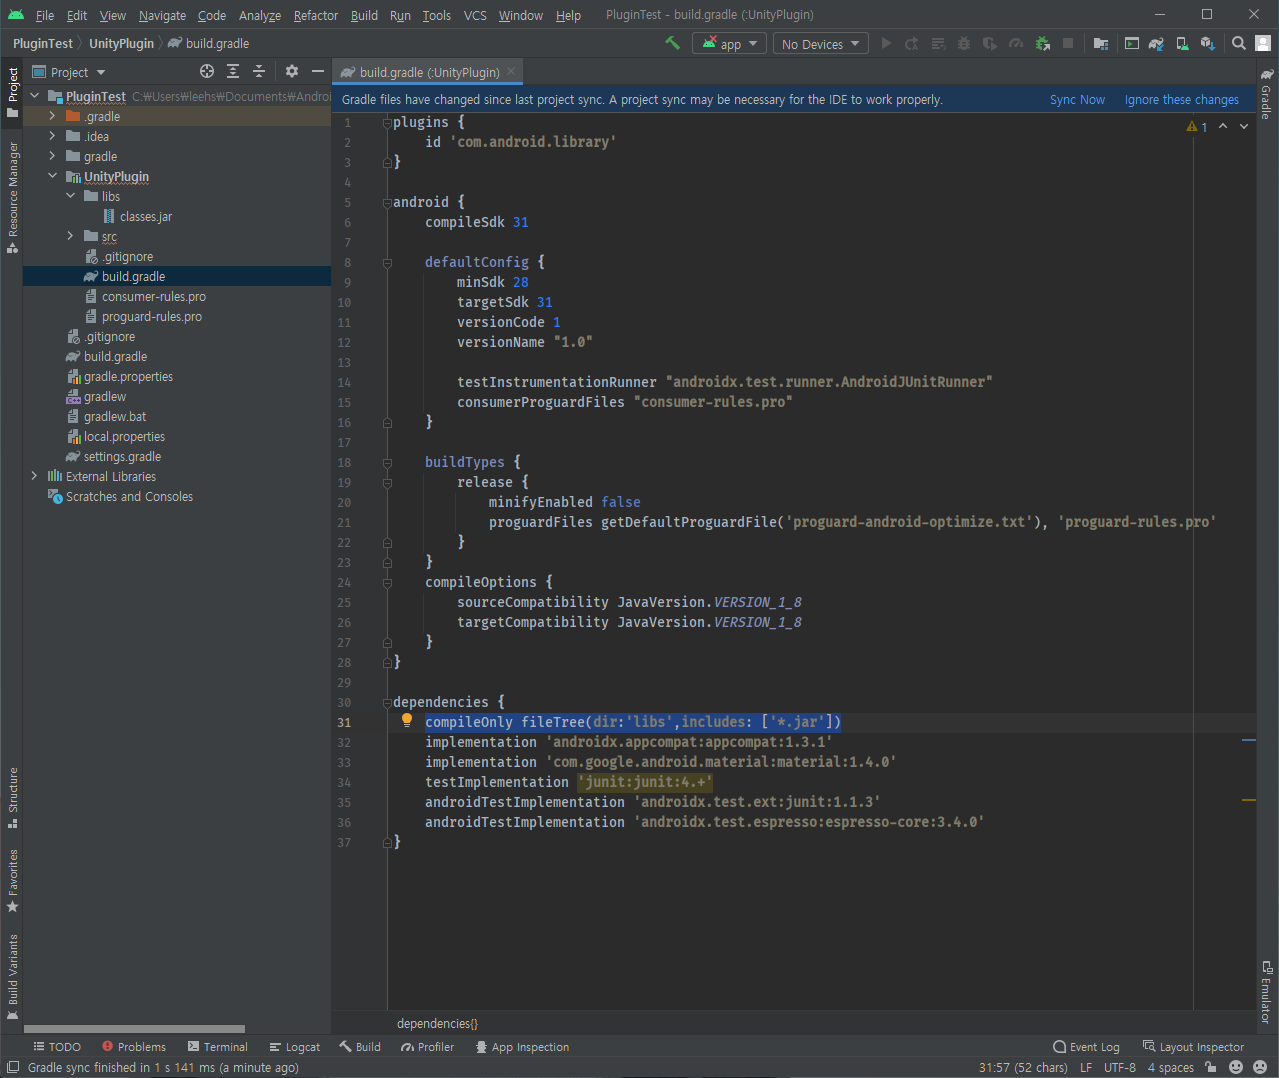 File Edit View Navigate Code Analyze Refactor Build Run Tools VCS Window Help PluginTest - build.gradle (:UnityPlugin)
PluginTest UnityPlugin build.gradle app No Devices
Project build.gradle (:UnityPlugin)
Gradle files have changed since last project sync. A project sync may be necessary for the IDE to work properly. Sync Now Ignore these changes
PluginTest C:₩Users₩leehs₩Documents₩Androi
.gradle
.idea
gradle
UnityPlugin
libs
classes.jar
src
.gitignore
build.gradle
consumer-rules.pro
proguard-rules.pro
.gitignore
build.gradle
gradle.properties
gradlew
gradlew.bat
local.properties
settings.gradle
External Libraries
Scratches and Consoles
1 plugins {
2 id 'com.android.library'
3 }
4
5 android {
6 compileSdk 31
7
8 defaultConfig {
9 minSdk 28
10 targetSdk 31
11 versionCode 1
12 versionName "1.0"
13
14 testInstrumentationRunner "androidx.test.runner.AndroidJUnitRunner"
15 consumerProguardFiles "consumer-rules.pro"
16 }
17
18 buildTypes {
19 release {
20 minifyEnabled false
21 proguardFiles getDefaultProguardFile('proguard-android-optimize.txt'), 'proguard-rules.pro'
22 }
23 }
24 compileOptions {
25 sourceCompatibility JavaVersion.VERSION_1_8
26 targetCompatibility JavaVersion.VERSION_1_8
27 }
28 }
29
30 dependencies {
31 compileOnly fileTree(dir:'libs',includes: ['*.jar'])
32 implementation 'androidx.appcompat:appcompat:1.3.1'
33 implementation 'com.google.android.material:material:1.4.0'
34 testImplementation 'junit:junit:4.+'
35 androidTestImplementation 'androidx.test.ext:junit:1.1.3'
36 androidTestImplementation 'androidx.test.espresso:espresso-core:3.4.0'
37 }
1
dependencies{}
Project
Resource Manager
Structure
Favorites
Build Variants
Gradle
Emulator
TODO Problems Terminal Logcat Build Profiler App Inspection Event Log Layout Inspector
Gradle sync finished in 1 s 141 ms (a minute ago) 31:57 (52 chars) LF UTF-8 4 spaces